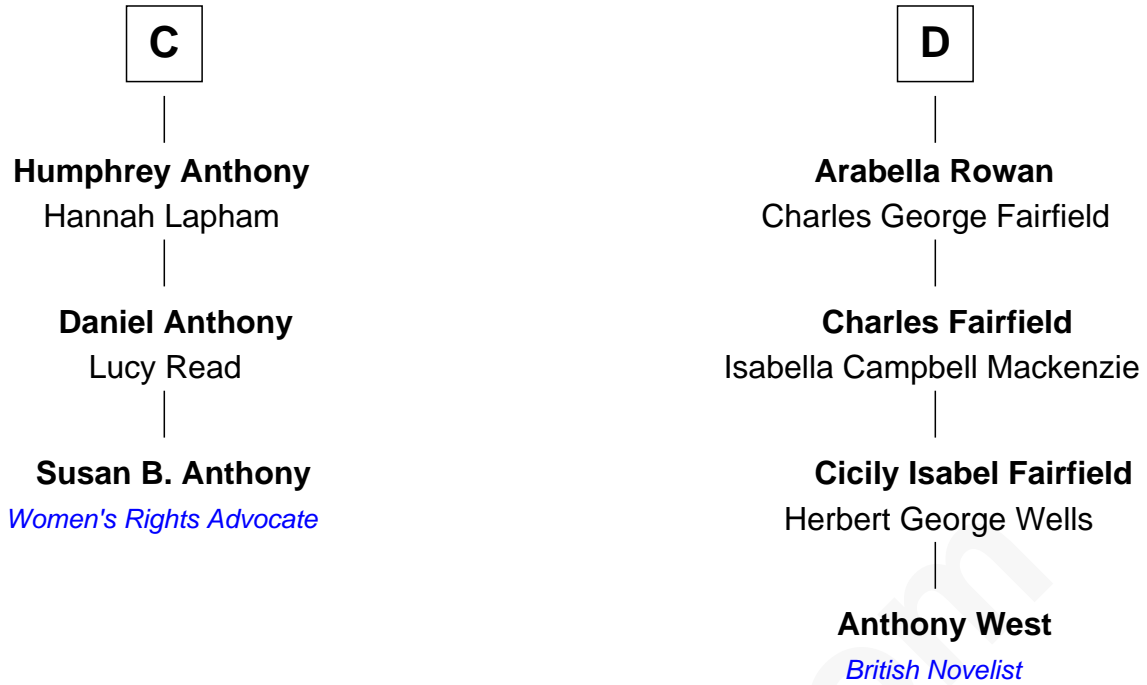 C
Humphrey Anthony
Hannah Lapham
Daniel Anthony
Lucy Read
Susan B. Anthony
Women's Rights Advocate
D
Arabella Rowan
Charles George Fairfield
Charles Fairfield
Isabella Campbell Mackenzie
Cicily Isabel Fairfield
Herbert George Wells
Anthony West
British Novelist